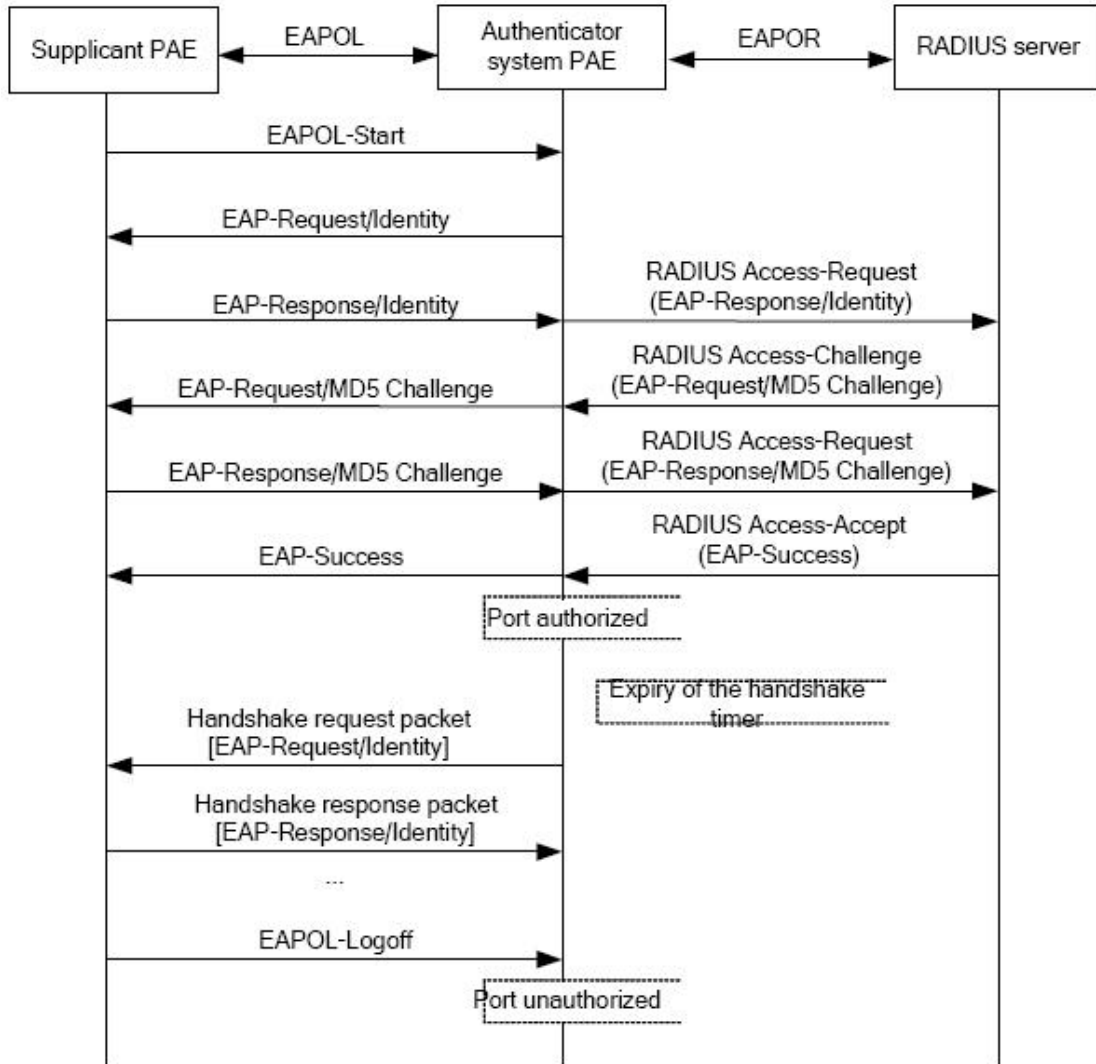 Supplicant PAE
EAPOL
Authenticator
system PAE
EAPOR
RADIUS server
EAPOL-Start
EAP-Request/Identity
RADIUS Access-Request
EAP-Response/Identity
(EAP-Response/Identity)
RADIUS Access-Challenge
EAP-Request/MD5 Challenge
(EAP-Request/MD5 Challenge)
RADIUS Access-Request
EAP-Response/MD5 Challenge
(EAP-Response/MD5 Challenge)
RADIUS Access-Accept
EAP-Success
(EAP-Success)
Port authorized
Expiry of the handshake
timer
Handshake request packet
[EAP-Request/Identity]
Handshake response packet
[EAP-Response/Identity]
...
EAPOL-Logoff
Port unauthorized